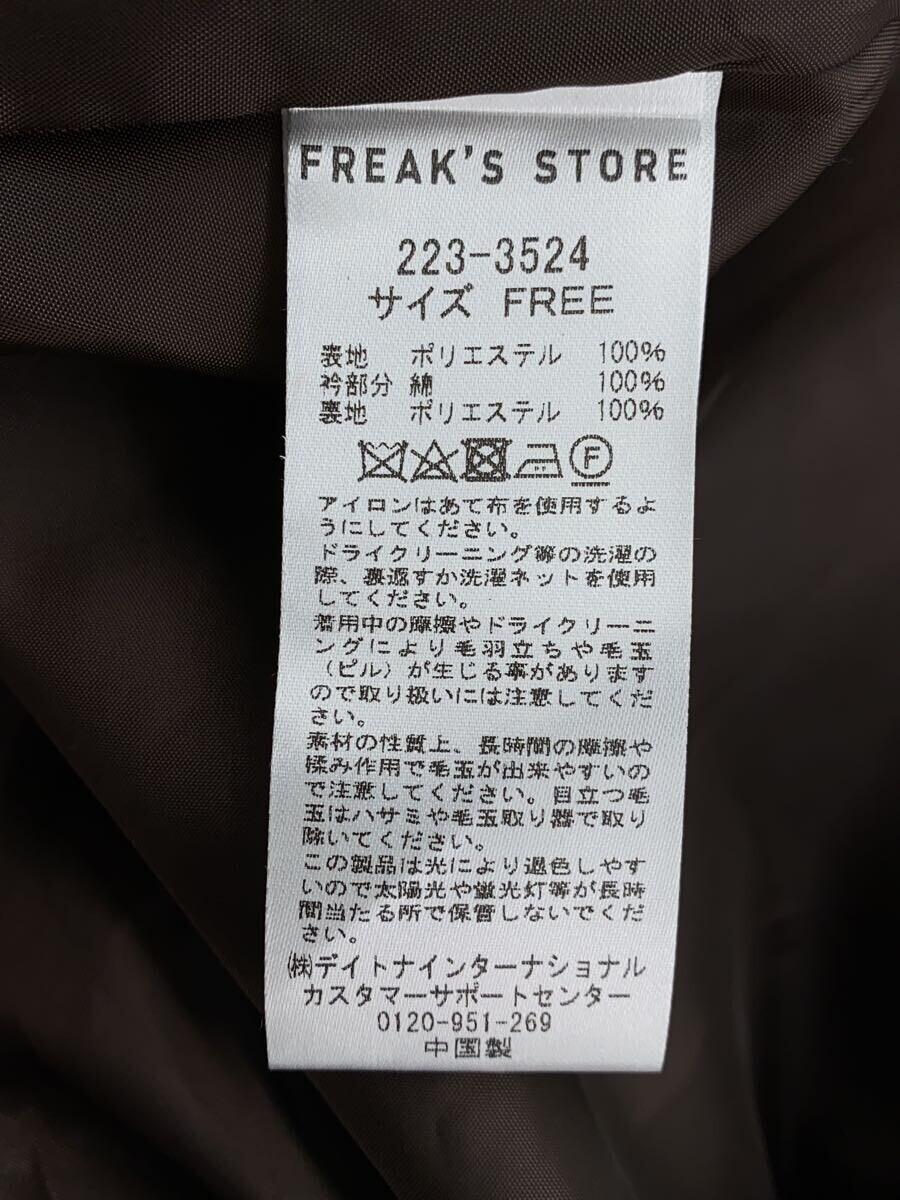 FREAK'S STORE
223-3524
サイズ FREE
表地 ポリエステル 100%
衿部分 綿 100%
裏地 ポリエステル 100%
F
アイロンはあて布を使用するよ
うにしてください。
ドライクリーニング等の洗濯の
際、裏返すか洗濯ネットを使用
してください。
着用中の摩擦やドライクリーニ
ングにより毛羽立ちや毛玉
(ピル)が生じる事があります
ので取り扱いには注意してくだ
さい。
素材の性質上、長時間の摩擦や
揉み作用で毛玉が出来やすいの
で注意してください。目立つ毛
玉はハサミや毛玉取り器で取り
除いてください。
この製品は光により退色しやす
いので太陽光や蛍光灯等が長時
間当たる所で保管しないでくだ
さい。
㈱デイトナインターナショナル
カスタマーサポートセンター
0120-951-269
中国製